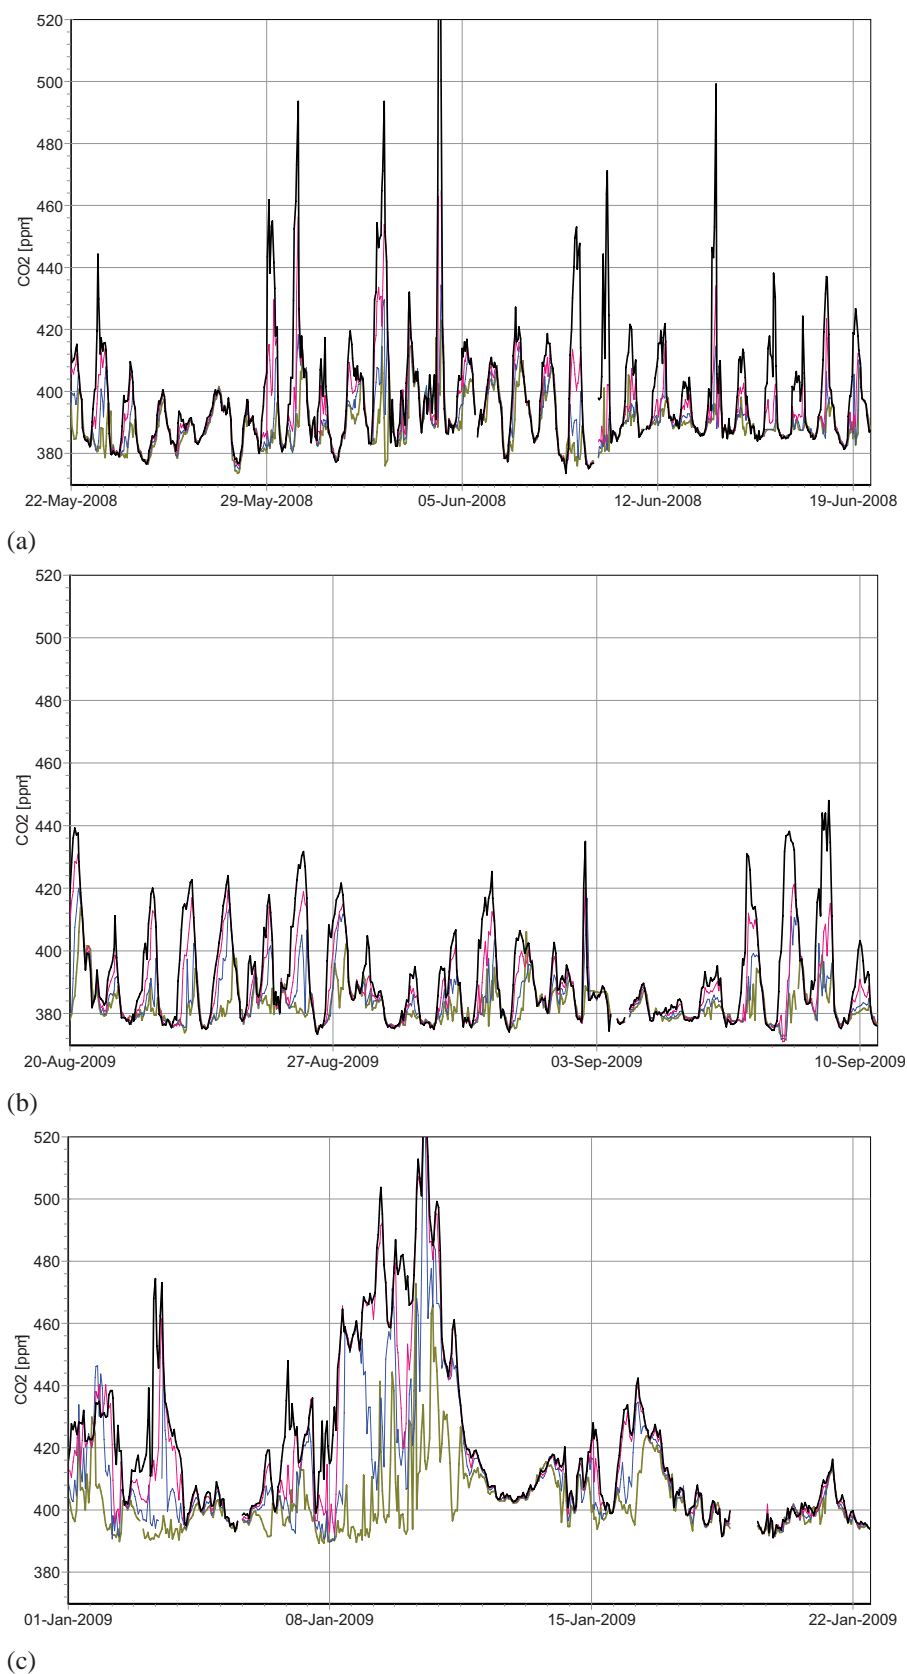 520
500
480
460
440
420
400
380
CO2 [ppm]
22-May-2008 29-May-2008 05-Jun-2008 12-Jun-2008 19-Jun-2008
(a)
520
500
480
460
440
420
400
380
CO2 [ppm]
20-Aug-2009 27-Aug-2009 03-Sep-2009 10-Sep-2009
(b)
520
500
480
460
440
420
400
380
CO2 [ppm]
01-Jan-2009 08-Jan-2009 15-Jan-2009 22-Jan-2009
(c)